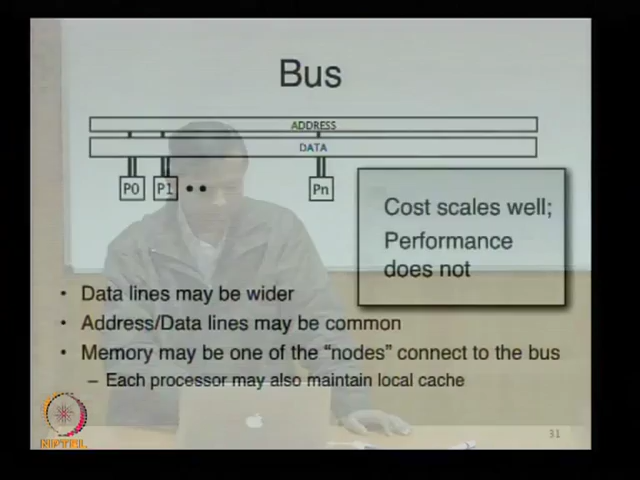 Bus
ADDRESS
DATA
P0 P1 •• Pn
Cost scales well;
Performance
does not
• Data lines may be wider
• Address/Data lines may be common
• Memory may be one of the “nodes” connect to the bus
– Each processor may also maintain local cache
NPTEL
31